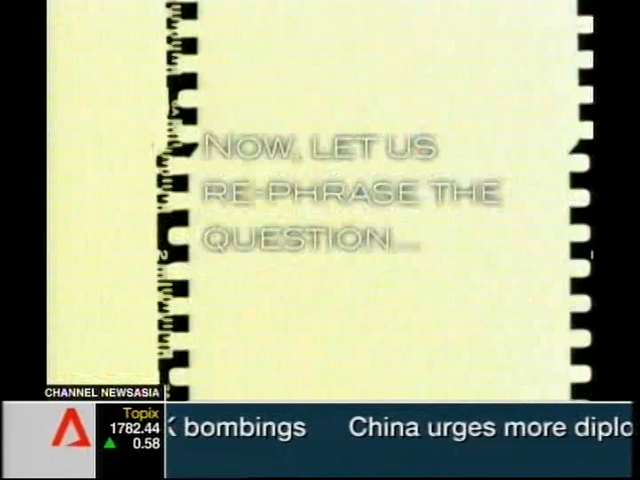 NOW, LET US
RE-PHRASE THE
QUESTION...
CHANNEL NEWSASIA
Topix
1782.44
0.58
K bombings China urges more diplo